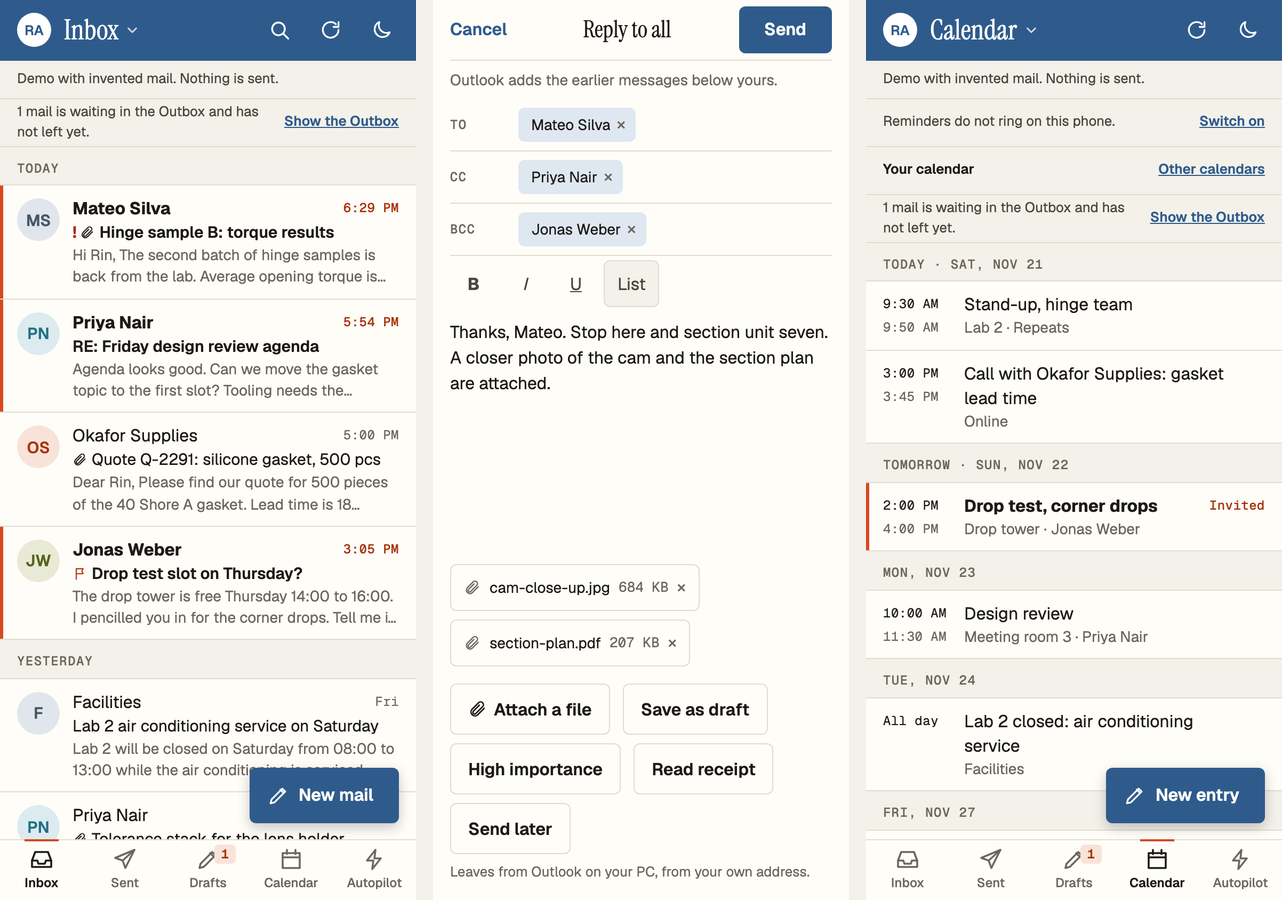 RA Inbox
Demo with invented mail. Nothing is sent.
1 mail is waiting in the Outbox and has
not left yet.
Show the Outbox
TODAY
MS
Mateo Silva 6:29 PM
! Hinge sample B: torque results
Hi Rin, The second batch of hinge samples is
back from the lab. Average opening torque is…
PN
Priya Nair 5:54 PM
RE: Friday design review agenda
Agenda looks good. Can we move the gasket
topic to the first slot? Tooling needs the…
OS
Okafor Supplies 5:00 PM
Quote Q-2291: silicone gasket, 500 pcs
Dear Rin, Please find our quote for 500 pieces
of the 40 Shore A gasket. Lead time is 18…
JW
Jonas Weber 3:05 PM
Drop test slot on Thursday?
The drop tower is free Thursday 14:00 to 16:00.
I pencilled you in for the corner drops. Tell me i…
YESTERDAY
F
Facilities Fri
Lab 2 air conditioning service on Saturday
Lab 2 will be closed on Saturday from 08:00 to
13:00 while the air conditioning is serviced
PN
Priya Nair
Tolerance stack for the lens holder
New mail
Inbox Sent Drafts 1 Calendar Autopilot
Cancel Reply to all Send
Outlook adds the earlier messages below yours.
TO Mateo Silva ×
CC Priya Nair ×
BCC Jonas Weber ×
B I U List
Thanks, Mateo. Stop here and section unit seven.
A closer photo of the cam and the section plan
are attached.
cam-close-up.jpg 684 KB ×
section-plan.pdf 207 KB ×
Attach a file Save as draft
High importance Read receipt
Send later
Leaves from Outlook on your PC, from your own address.
RA Calendar
Demo with invented mail. Nothing is sent.
Reminders do not ring on this phone. Switch on
Your calendar Other calendars
1 mail is waiting in the Outbox and has
not left yet.
Show the Outbox
TODAY · SAT, NOV 21
9:30 AM Stand-up, hinge team
9:50 AM Lab 2 · Repeats
3:00 PM Call with Okafor Supplies: gasket
3:45 PM lead time
Online
TOMORROW · SUN, NOV 22
2:00 PM Drop test, corner drops Invited
4:00 PM Drop tower · Jonas Weber
MON, NOV 23
10:00 AM Design review
11:30 AM Meeting room 3 · Priya Nair
TUE, NOV 24
All day Lab 2 closed: air conditioning
service
Facilities
FRI, NOV 27
New entry
Inbox Sent Drafts 1 Calendar Autopilot